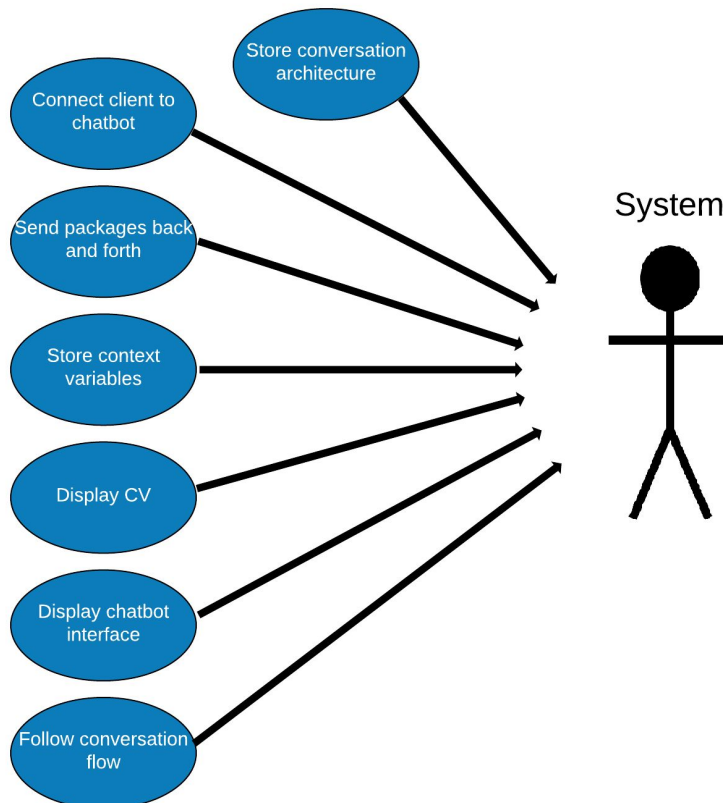 Store conversation
architecture
Connect client to
chatbot
System
Send packages back
and forth
Store context
variables
Display CV
Display chatbot
interface
Follow conversation
flow